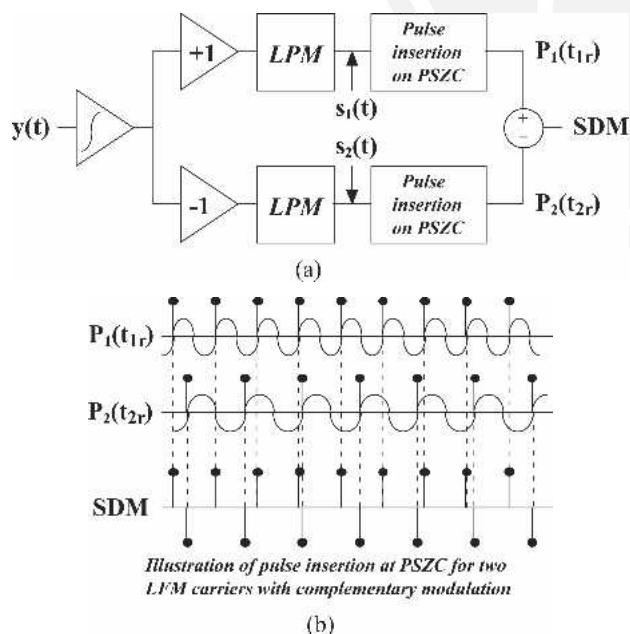 +1
LPM
Pulse
insertion
on PSZC
P₁(t₁ᵣ)
s₁(t)
y(t)
+
−
SDM
s₂(t)
-1
LPM
Pulse
insertion
on PSZC
P₂(t₂ᵣ)
(a)
P₁(t₁ᵣ)
P₂(t₂ᵣ)
SDM
Illustration of pulse insertion at PSZC for two
LFM carriers with complementary modulation
(b)